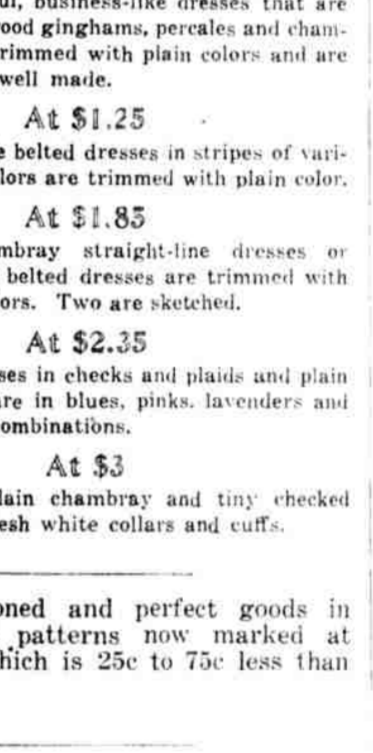 ul, business-like dresses that are
ood ginghams, percales and cham-
rimmed with plain colors and are
well made.
At $1.25
e belted dresses in stripes of vari-
lors are trimmed with plain color.
At $1.85
mbray straight-line dresses or
belted dresses are trimmed with
ors. Two are sketched.
At $2.35
ses in checks and plaids and plain
are in blues, pinks, lavenders and
ombinations.
At $3
lain chambray and tiny checked
esh white collars and cuffs.
oned and perfect goods in
patterns now marked at
hich is 25c to 75c less than